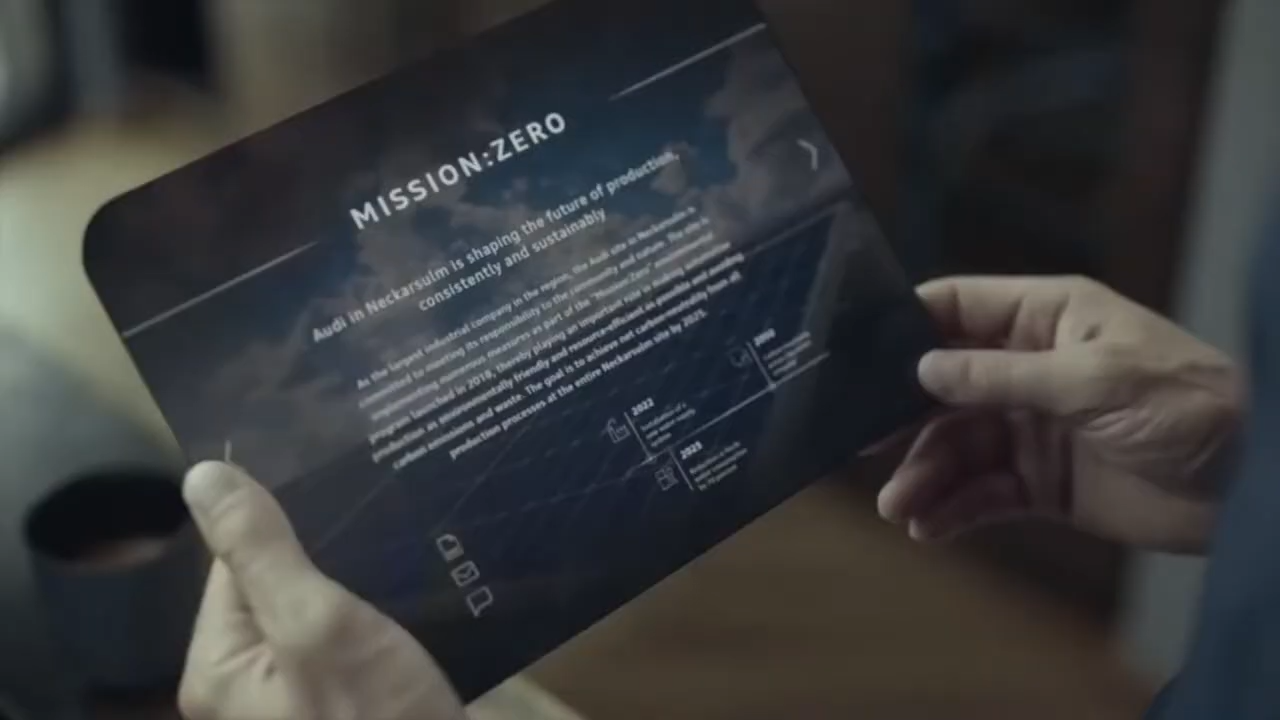 MISSION:ZERO
Audi in Neckarsulm is shaping the future of production,
consistently and sustainably
As the largest industrial company in the region, the Audi site in Neckarsulm is
committed to meeting its responsibility to the community and nature. The site is
implementing numerous measures as part of the "Mission:Zero" environmental
program launched in 2018, thereby playing an important role in making automotive
production as environmentally friendly and resource-efficient as possible and avoiding
carbon emissions and waste. The goal is to achieve net carbon-neutrality from all
production processes at the entire Neckarsulm site by 2025.
2022
Installation of a
2025